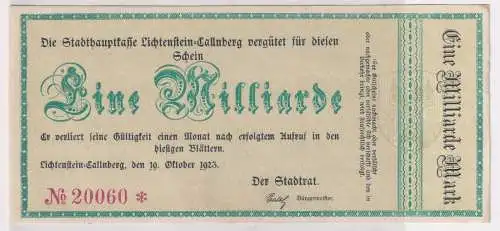 Die Stadthauptkasse Lichtenstein-Callnberg vergütet für diesen
Schein
Eine Milliarde
Er verliert seine Gültigkeit einen Monat nach erfolgtem Aufruf in den
hiesigen Blättern.
Lichtenstein-Callnberg, den 19. Oktober 1923.
Der Stadtrat.
Bürgermeister.
№ 20060 *
Eine Milliarde Mark